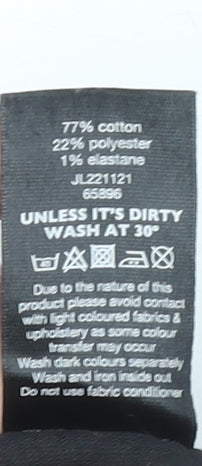 77% cotton
22% polyester
1% elastane
JL221121
65896
UNLESS IT'S DIRTY
WASH AT 30°
Due to the nature of this
product please avoid contact
with light coloured fabrics &
upholstery as some colour
transfer may occur
Wash dark colours separately
Wash and iron inside out
Do not use fabric conditioner